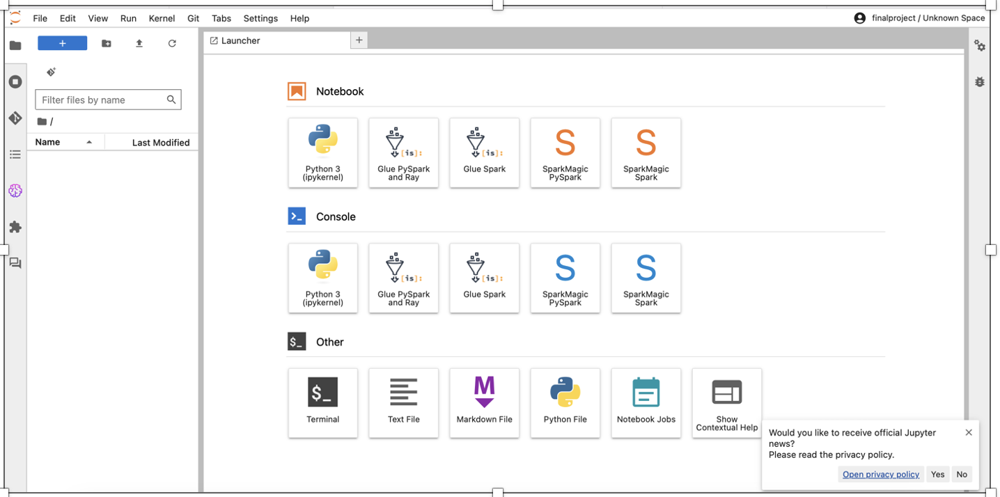 File Edit View Run Kernel Git Tabs Settings Help
finalproject / Unknown Space
+
Launcher
+
Filter files by name
/
Name
Last Modified
Notebook
Python 3
(ipykernel)
[is]:
Glue PySpark
and Ray
[is]:
Glue Spark
S
SparkMagic
PySpark
S
SparkMagic
Spark
>_
Console
Python 3
(ipykernel)
[is]:
Glue PySpark
and Ray
[is]:
Glue Spark
S
SparkMagic
PySpark
S
SparkMagic
Spark
$_
Other
$_
Terminal
Text File
M
Markdown File
Python File
Notebook Jobs
Show
Contextual Help
Would you like to receive official Jupyter
news?
Please read the privacy policy.
Open privacy policy
Yes
No